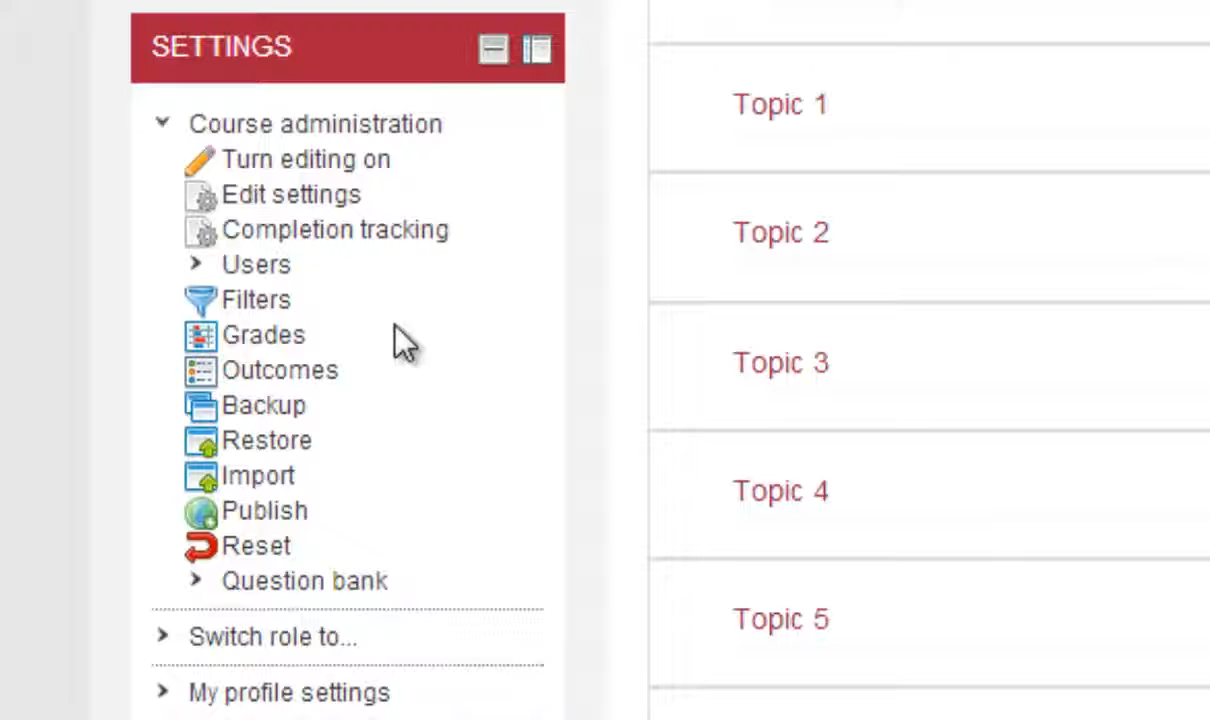 SETTINGS
Course administration
Turn editing on
Edit settings
Completion tracking
Users
Filters
Grades
Outcomes
Backup
Restore
Import
Publish
Reset
Question bank
Switch role to...
My profile settings
Topic 1
Topic 2
Topic 3
Topic 4
Topic 5